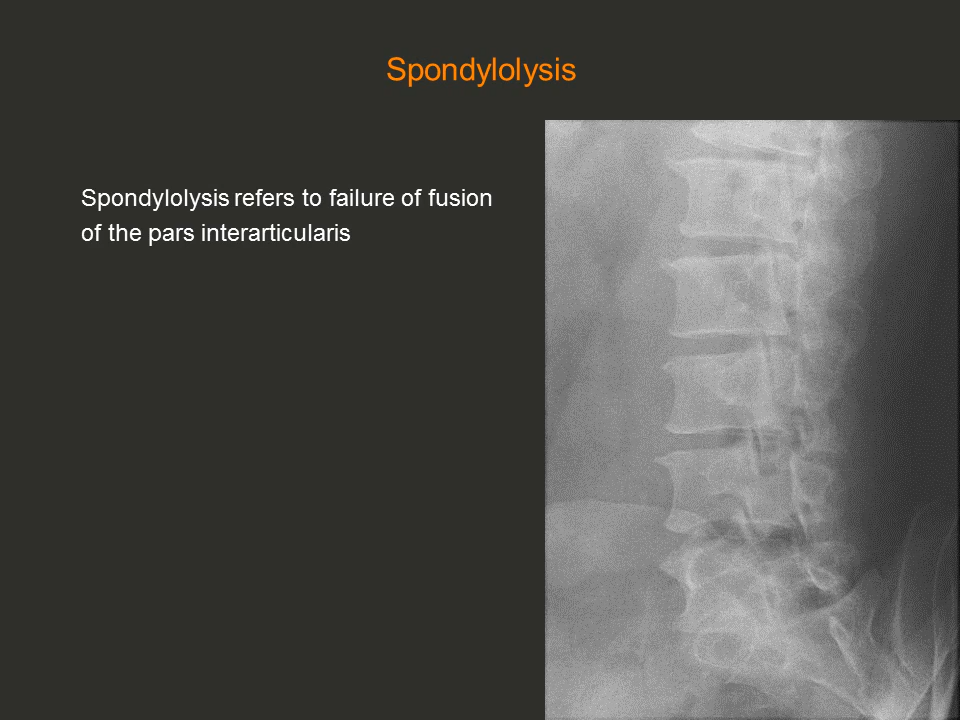 Spondylolysis
Spondylolysis refers to failure of fusion
of the pars interarticularis